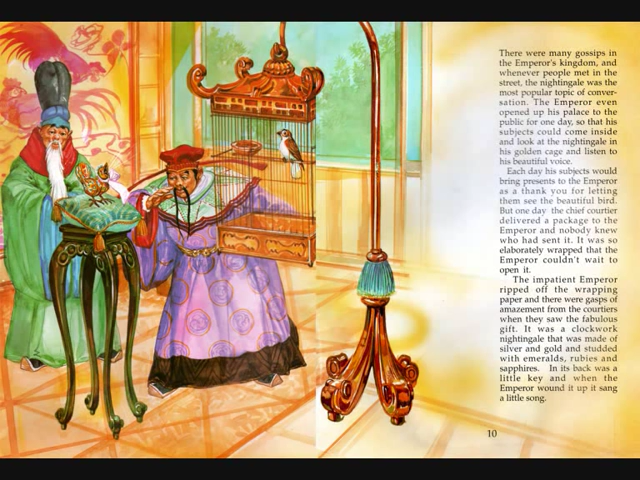 There were many gossips in
the Emperor's kingdom, and
whenever people met in the
street, the nightingale was the
most popular topic of conver-
sation. The Emperor even
opened up his palace to the
public for one day, so that his
subjects could come inside
and look at the nightingale in
his golden cage and listen to
his beautiful voice.
Each day his subjects would
bring presents to the Emperor
as a thank you for letting
them see the beautiful bird.
But one day the chief courtier
delivered a package to the
Emperor and nobody knew
who had sent it. It was so
elaborately wrapped that the
Emperor couldn't wait to
open it.
The impatient Emperor
ripped off the wrapping
paper and there were gasps of
amazement from the courtiers
when they saw the fabulous
gift. It was a clockwork
nightingale that was made of
silver and gold and studded
with emeralds, rubies and
sapphires. In its back was a
little key and when the
Emperor wound it up it sang
a little song.
10